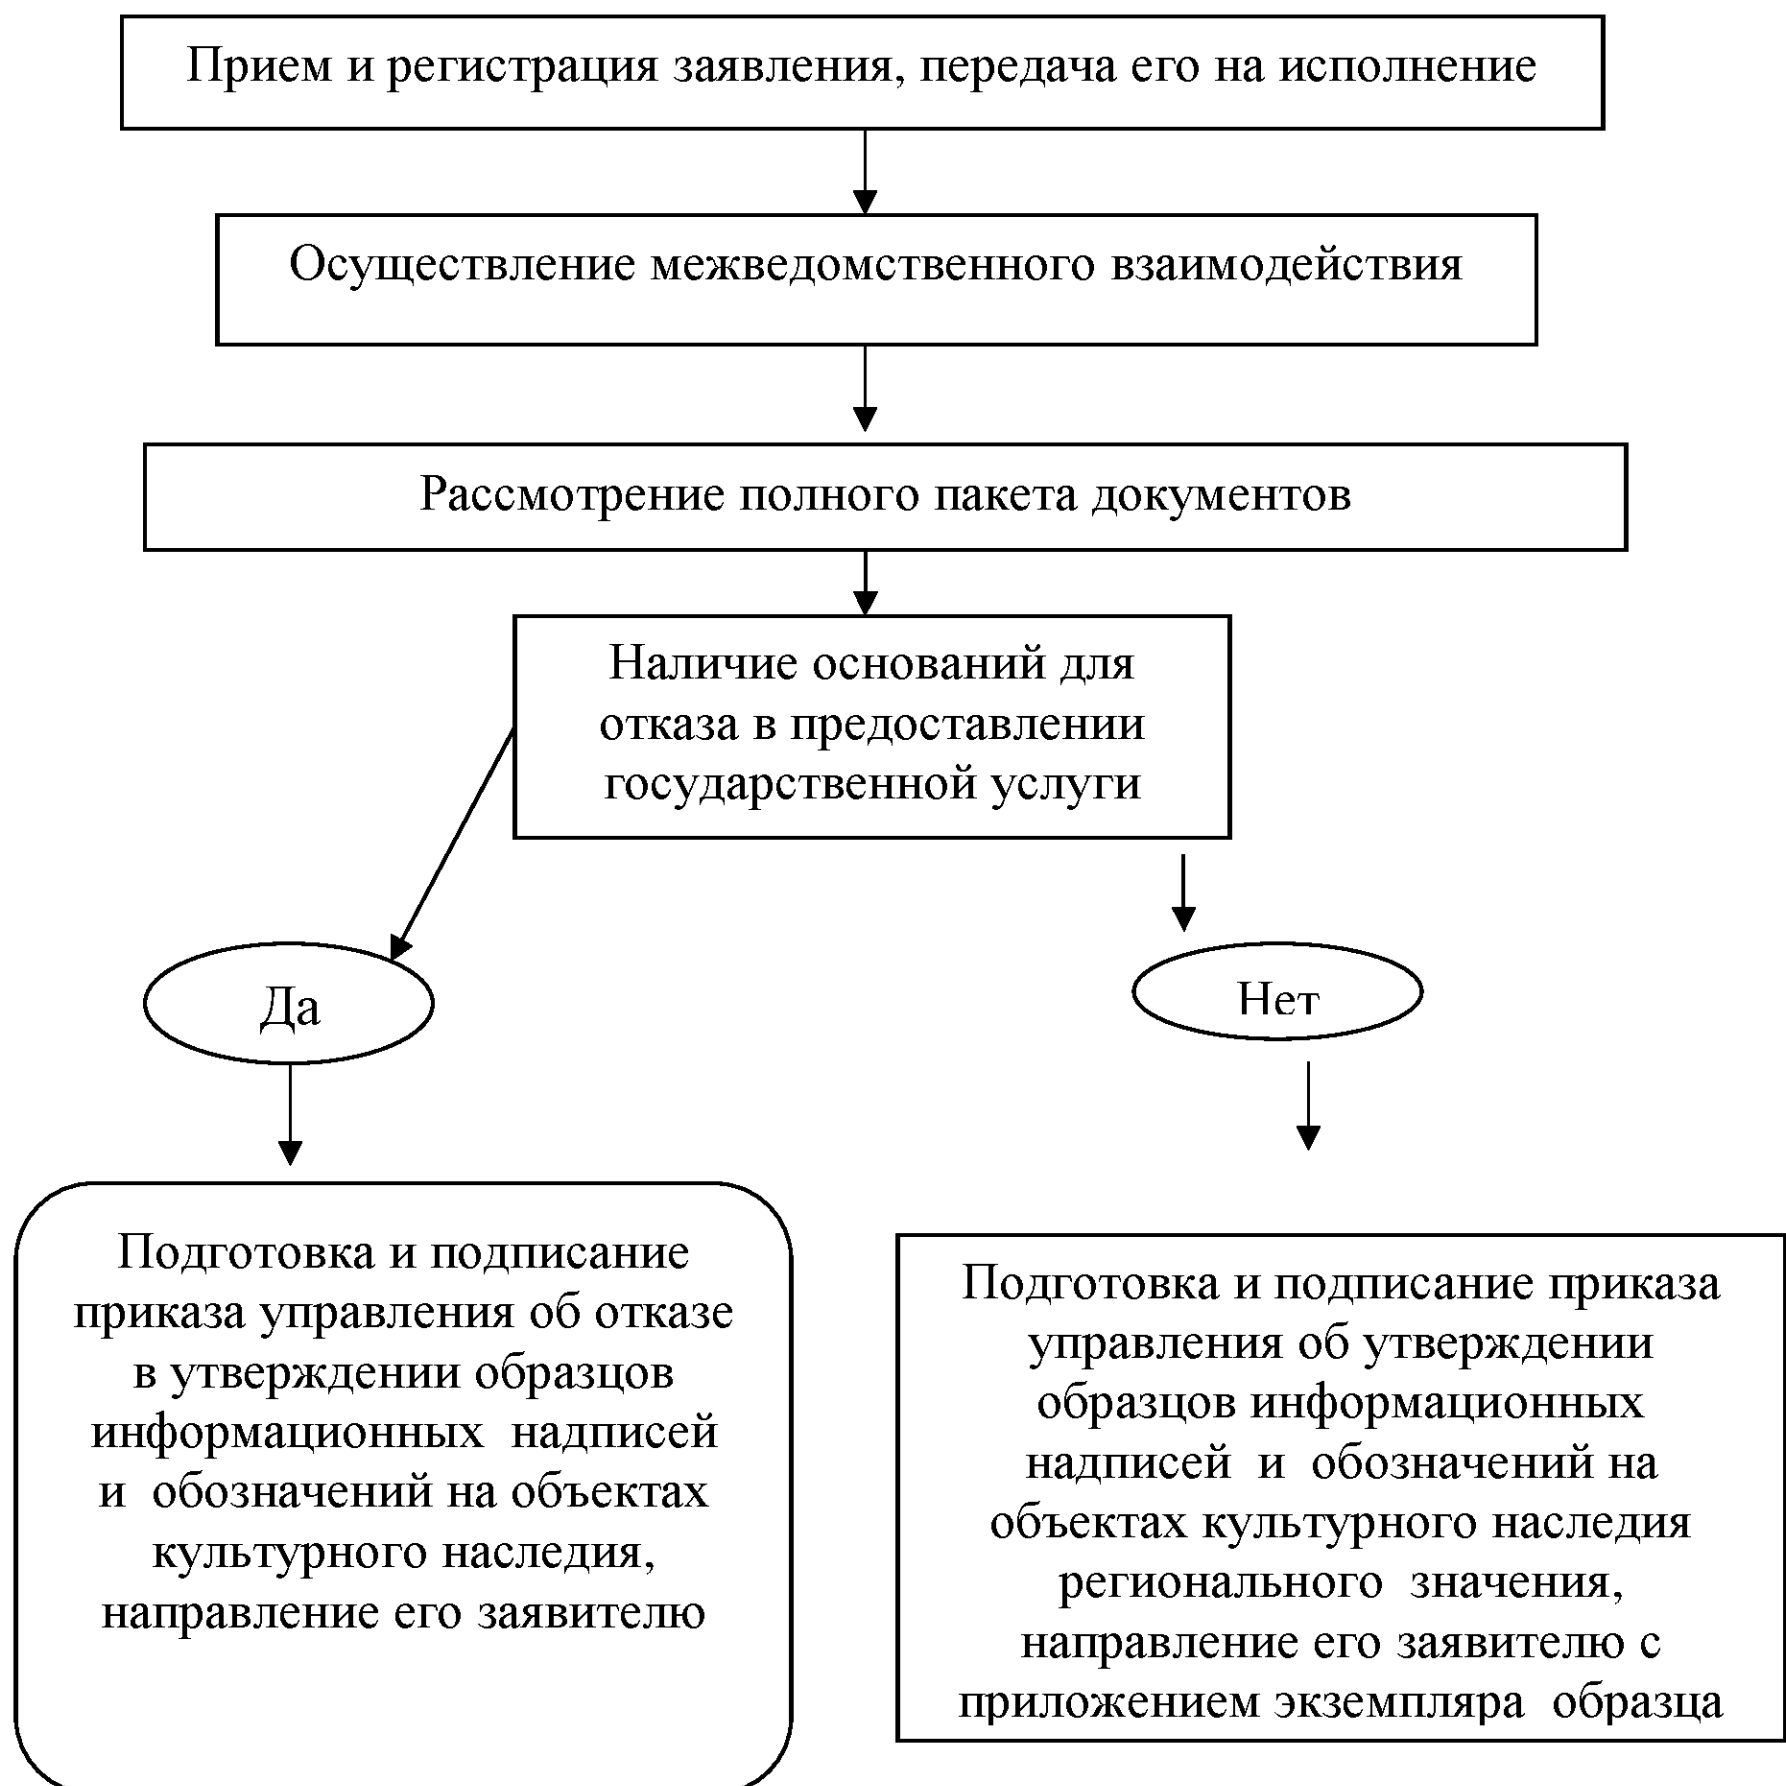 Прием и регистрация заявления, передача его на исполнение
Осуществление межведомственного взаимодействия
Рассмотрение полного пакета документов
Наличие оснований для
отказа в предоставлении
государственной услуги
Да
Нет
Подготовка и подписание
приказа управления об отказе
в утверждении образцов
информационных надписей
и обозначений на объектах
культурного наследия,
направление его заявителю
Подготовка и подписание приказа
управления об утверждении
образцов информационных
надписей и обозначений на
объектах культурного наследия
регионального значения,
направление его заявителю с
приложением экземпляра образца